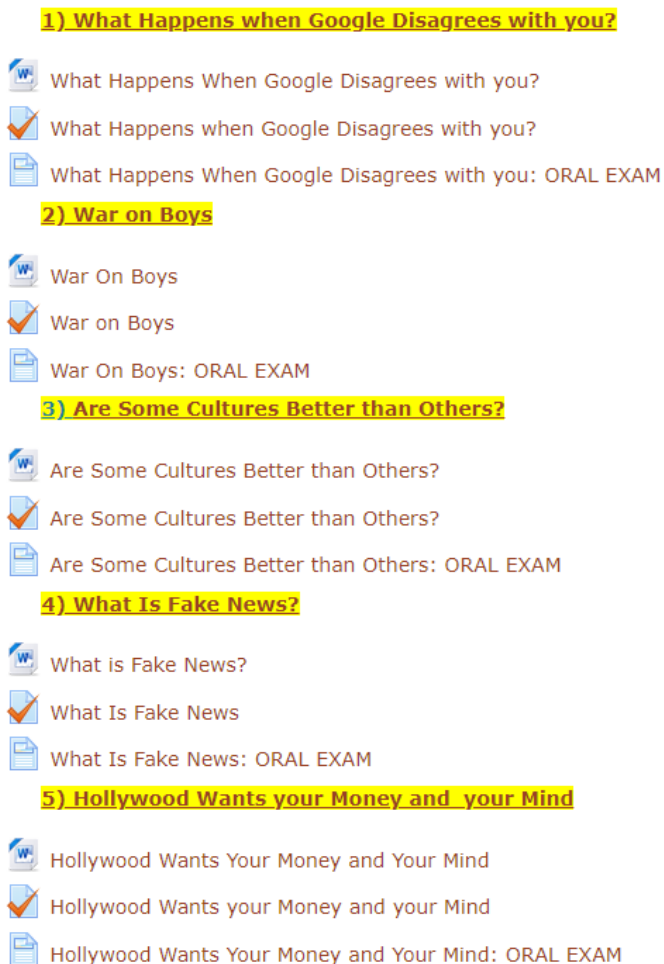 1) What Happens when Google Disagrees with you?
What Happens When Google Disagrees with you?
What Happens when Google Disagrees with you?
What Happens When Google Disagrees with you: ORAL EXAM
2) War on Boys
War On Boys
War on Boys
War On Boys: ORAL EXAM
3) Are Some Cultures Better than Others?
Are Some Cultures Better than Others?
Are Some Cultures Better than Others?
Are Some Cultures Better than Others: ORAL EXAM
4) What Is Fake News?
What is Fake News?
What Is Fake News
What Is Fake News: ORAL EXAM
5) Hollywood Wants your Money and  your Mind
Hollywood Wants Your Money and Your Mind
Hollywood Wants your Money and your Mind
Hollywood Wants Your Money and Your Mind: ORAL EXAM